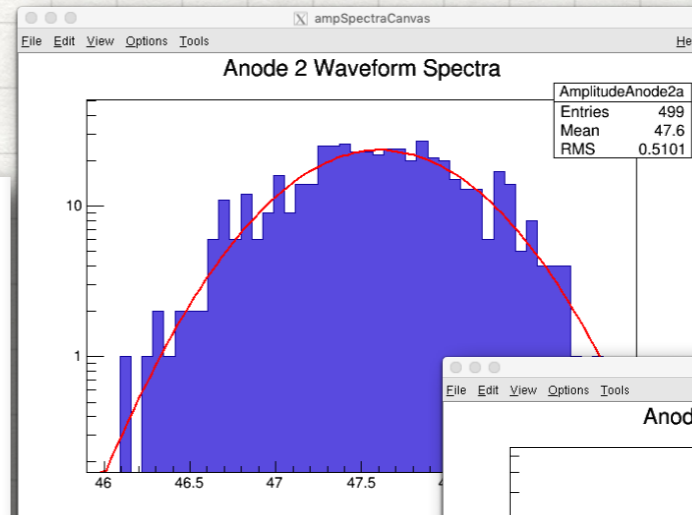 ampSpectraCanvas
File Edit View Options Tools He
Anode 2 Waveform Spectra
AmplitudeAnode2a
Entries 499
Mean 47.6
RMS 0.5101
10
1
46 46.5 47 47.5
File Edit View Options Tools
Anod